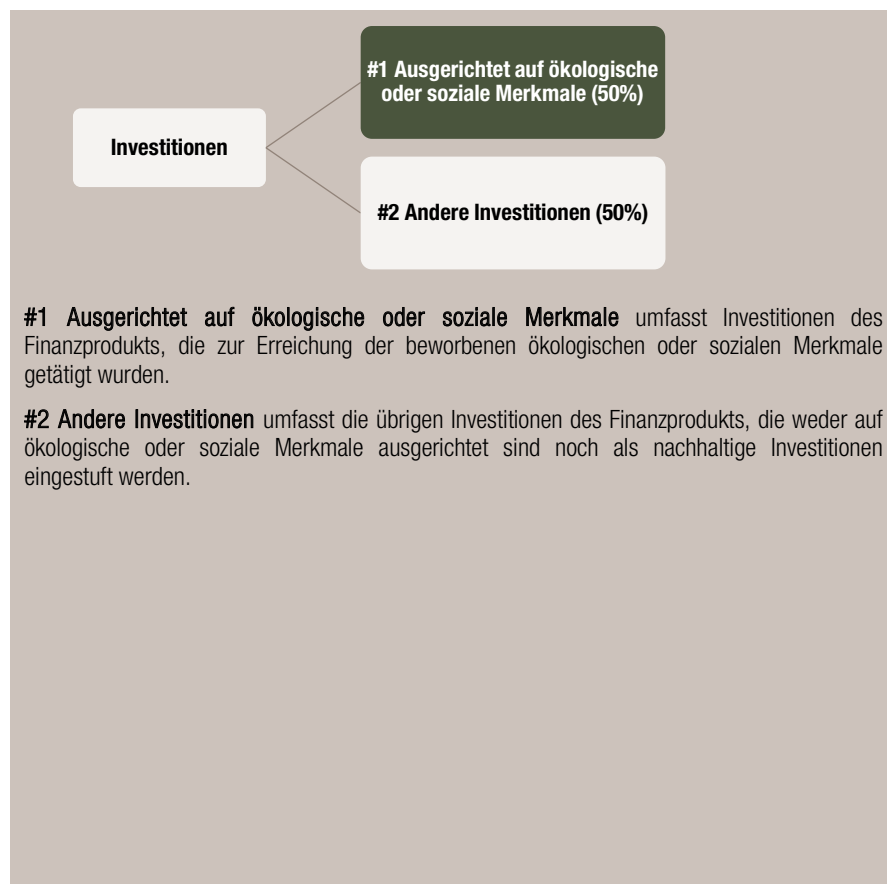 #1 Ausgerichtet auf ökologische
oder soziale Merkmale (50%)
Investitionen
#2 Andere Investitionen (50%)
#1 Ausgerichtet auf ökologische oder soziale Merkmale umfasst Investitionen des
Finanzprodukts, die zur Erreichung der beworbenen ökologischen oder sozialen Merkmale
getätigt wurden.
#2 Andere Investitionen umfasst die übrigen Investitionen des Finanzprodukts, die weder auf
ökologische oder soziale Merkmale ausgerichtet sind noch als nachhaltige Investitionen
eingestuft werden.